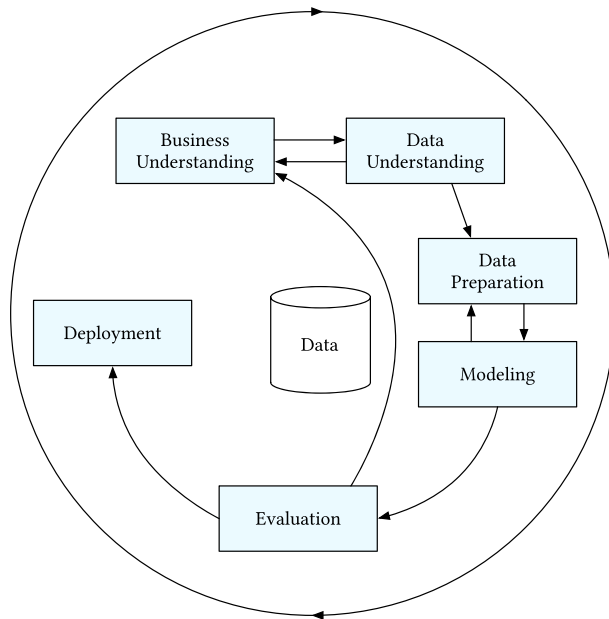 Business
Understanding
Data
Understanding
Data
Preparation
Deployment
Data
Modeling
Evaluation